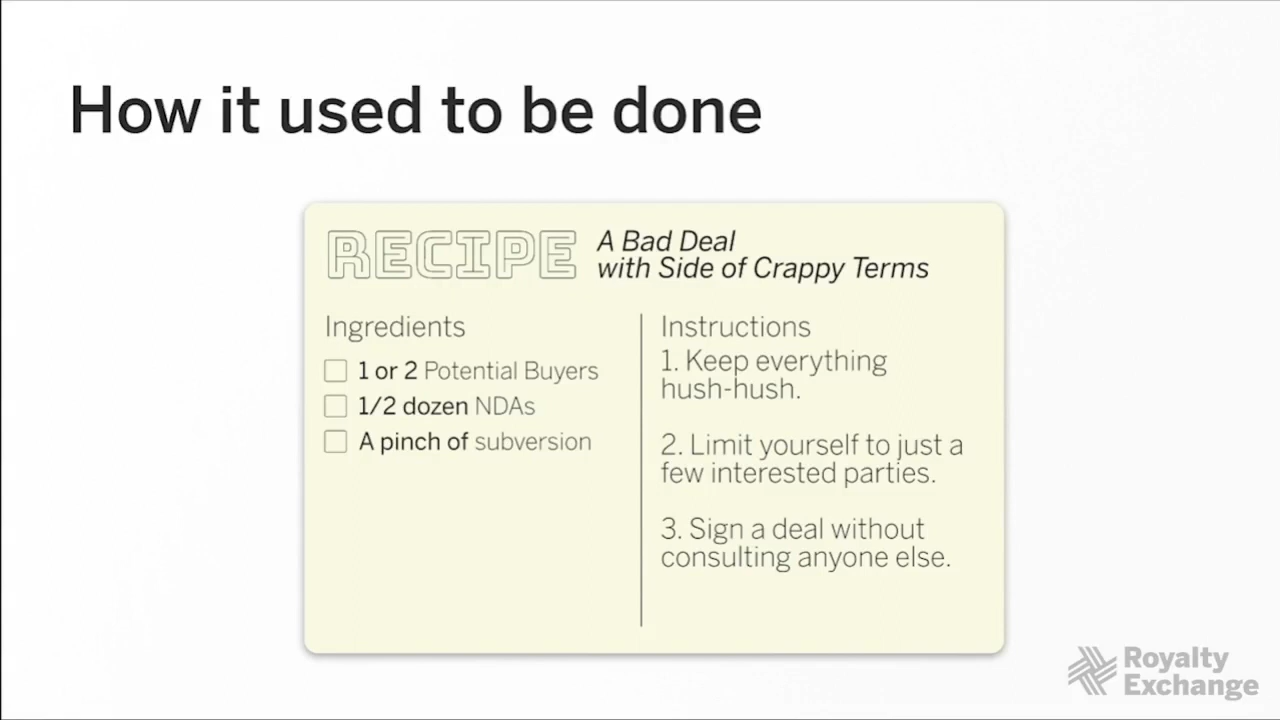 How it used to be done
RECIPE
A Bad Deal
with Side of Crappy Terms
Ingredients
1 or 2 Potential Buyers
1/2 dozen NDAs
A pinch of subversion
Instructions
1. Keep everything
hush-hush.
2. Limit yourself to just a
few interested parties.
3. Sign a deal without
consulting anyone else.
Royalty
Exchange